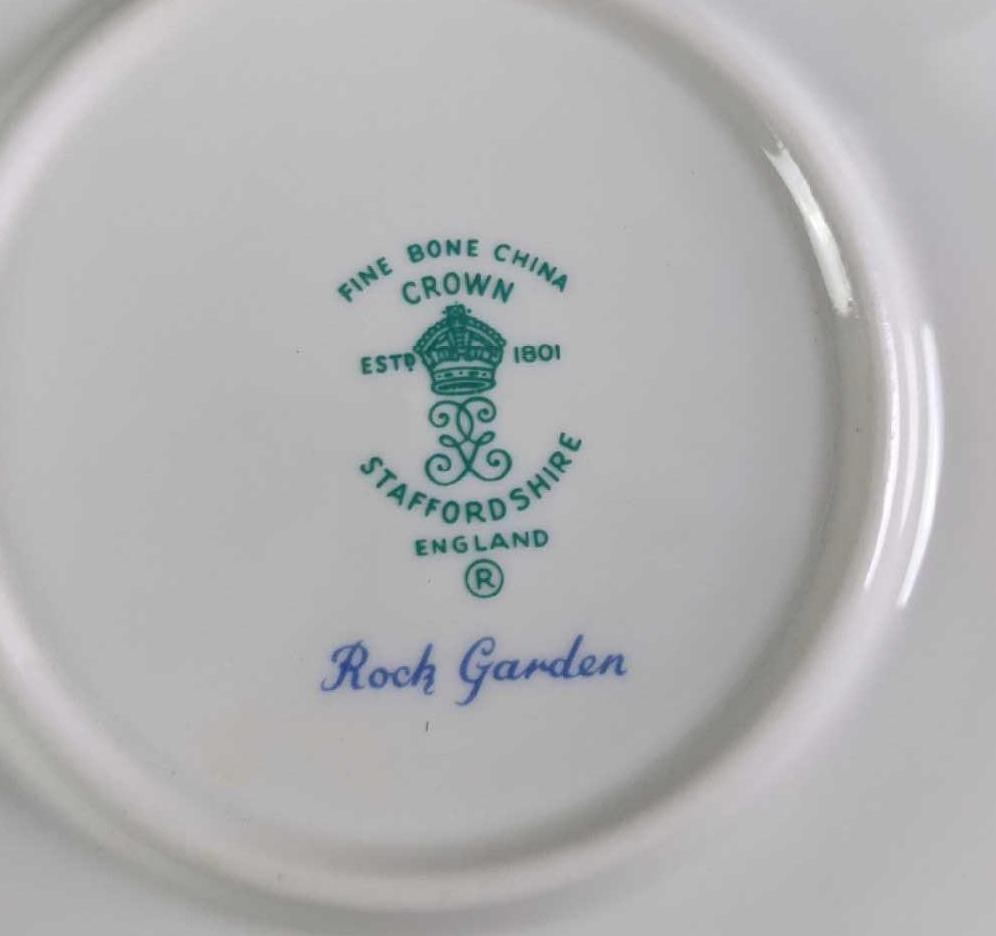 FINE BONE CHINA
CROWN
ESTD 1801
STAFFORDSHIRE
ENGLAND
®
Rock Garden